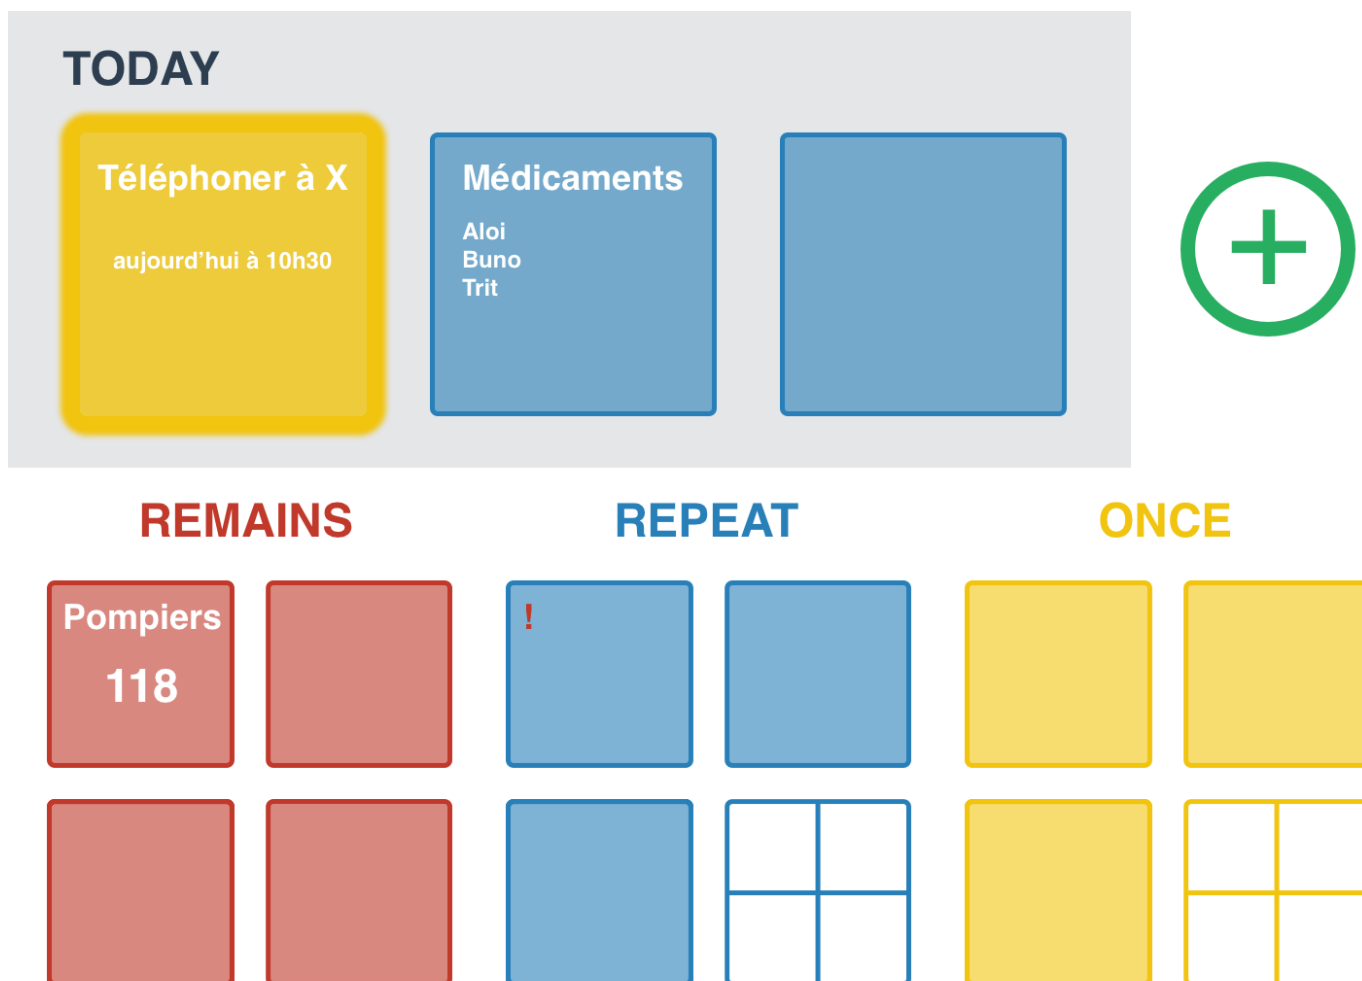 TODAY
Téléphoner à X
aujourd’hui à 10h30
Médicaments
Aloi
Buno
Trit
+
REMAINS
REPEAT
ONCE
Pompiers
118
!